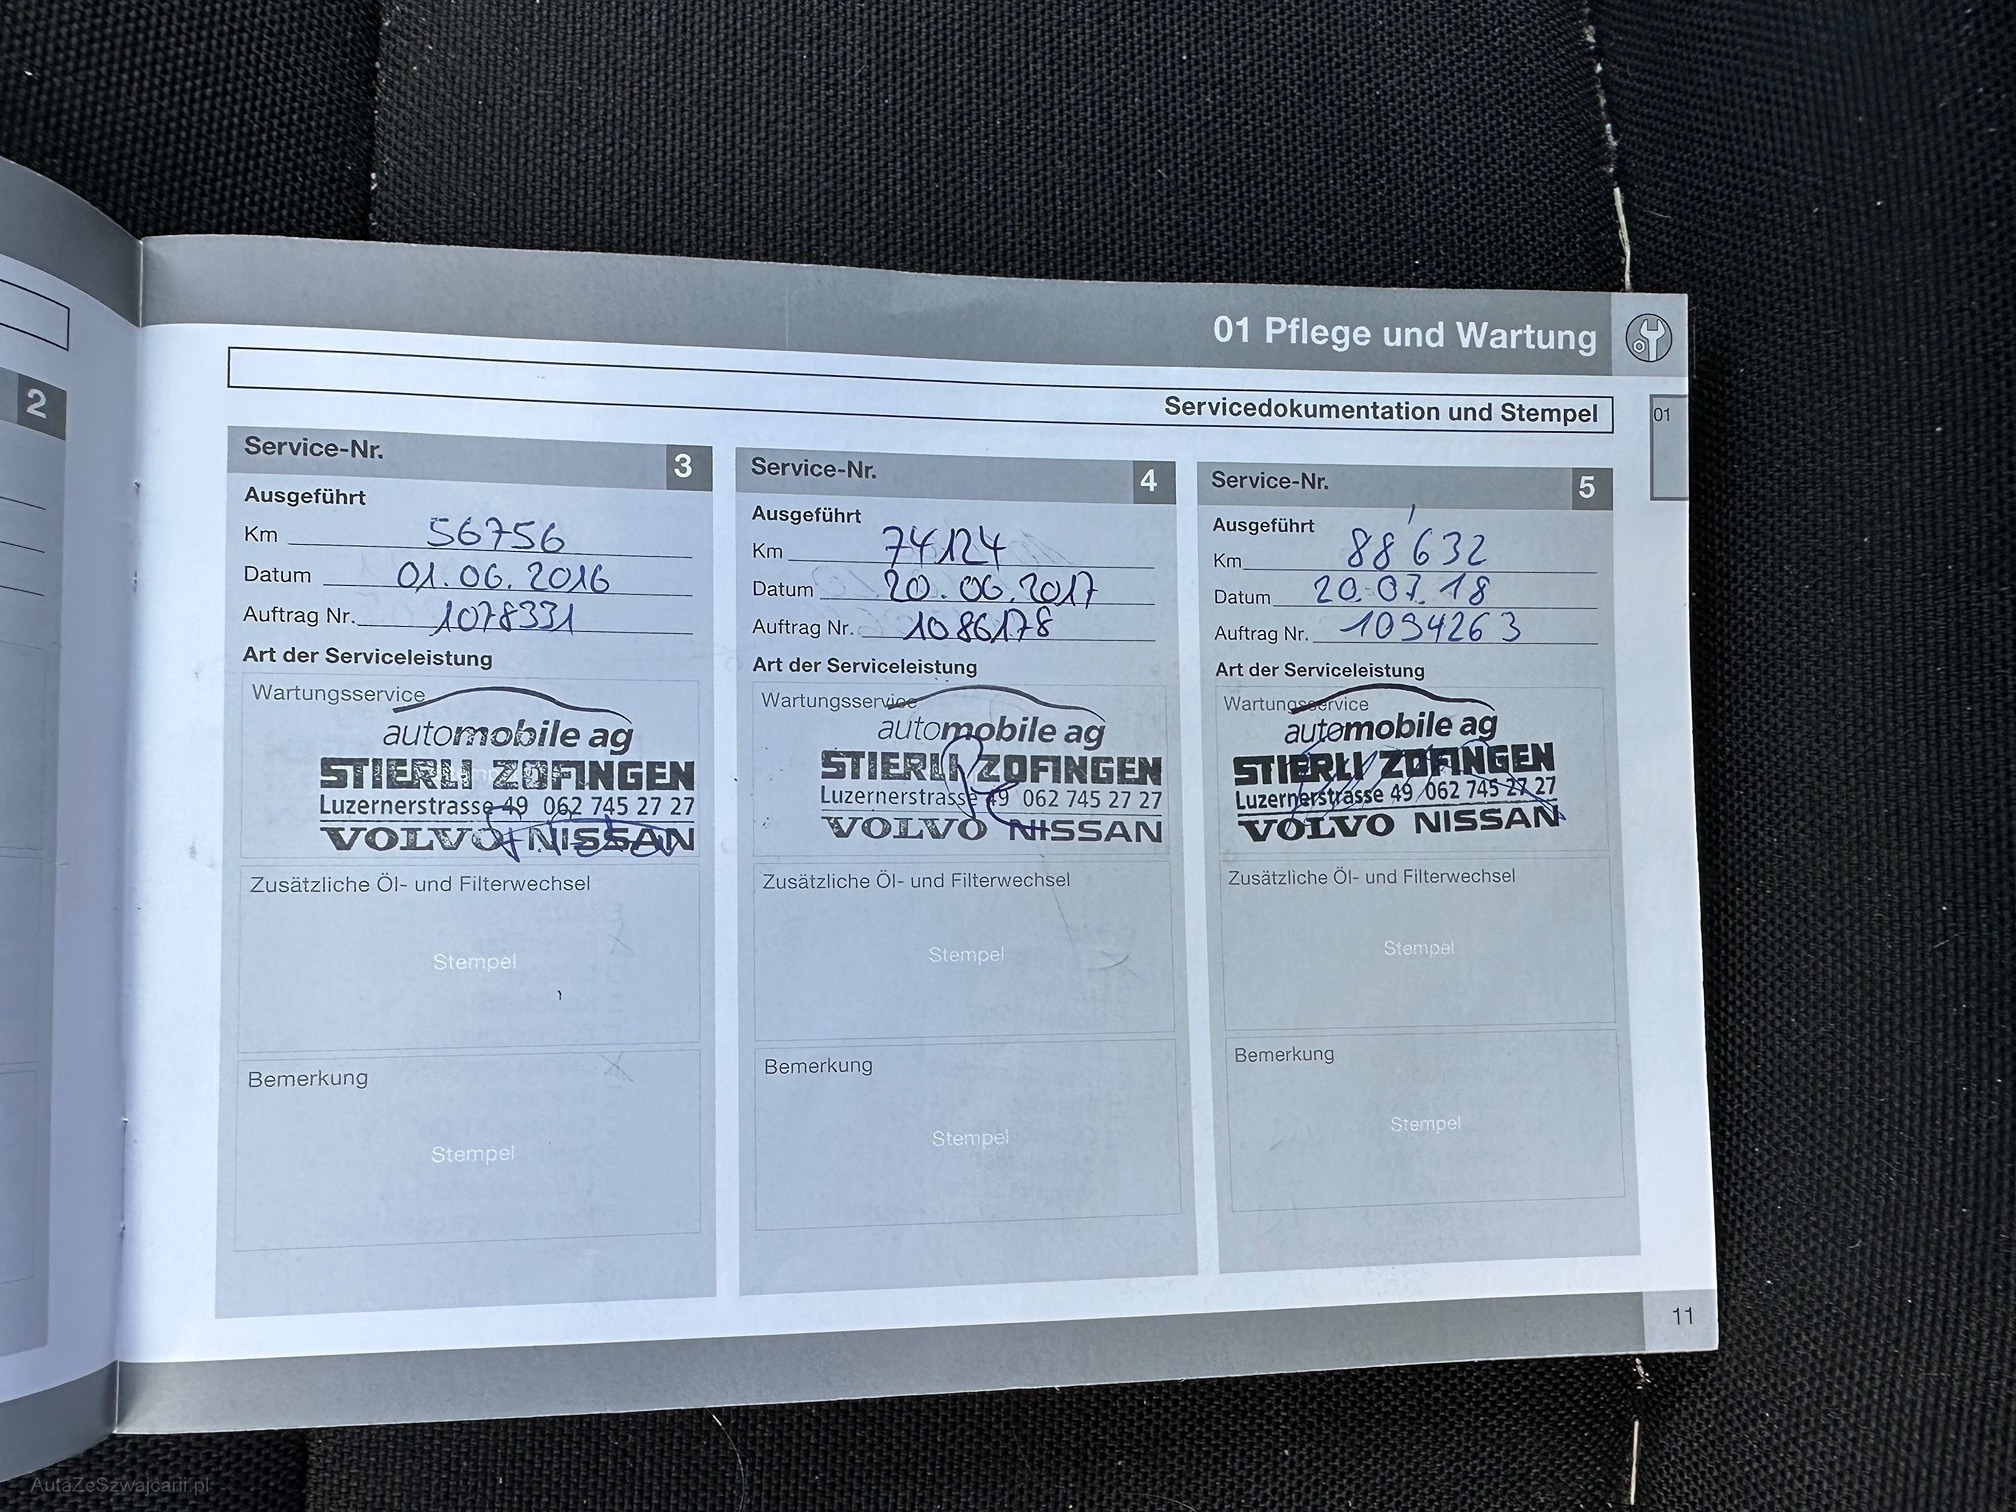 01 Pflege und Wartung
Servicedokumentation und Stempel
01
2
Service-Nr. 3
Ausgeführt
Km 56756
Datum 01.06.2016
Auftrag Nr. 1078331
Art der Serviceleistung
Wartungsservice
automobile ag
STIERLI ZOFINGEN
Luzernerstrasse 49 062 745 27 27
VOLVO NISSAN
Zusätzliche Öl- und Filterwechsel
Stempel
Bemerkung
Stempel
Service-Nr. 4
Ausgeführt
Km 74124
Datum 20.06.2017
Auftrag Nr. 1086178
Art der Serviceleistung
Wartungsservice
automobile ag
STIERLI ZOFINGEN
Luzernerstrasse 49 062 745 27 27
VOLVO NISSAN
Zusätzliche Öl- und Filterwechsel
Stempel
Bemerkung
Stempel
Service-Nr. 5
Ausgeführt
Km 88'632
Datum 20.07.18
Auftrag Nr. 1094263
Art der Serviceleistung
Wartungsservice
automobile ag
STIERLI ZOFINGEN
Luzernerstrasse 49 062 745 27 27
VOLVO NISSAN
Zusätzliche Öl- und Filterwechsel
Stempel
Bemerkung
Stempel
11
AutaZeSzwajcarii.pl